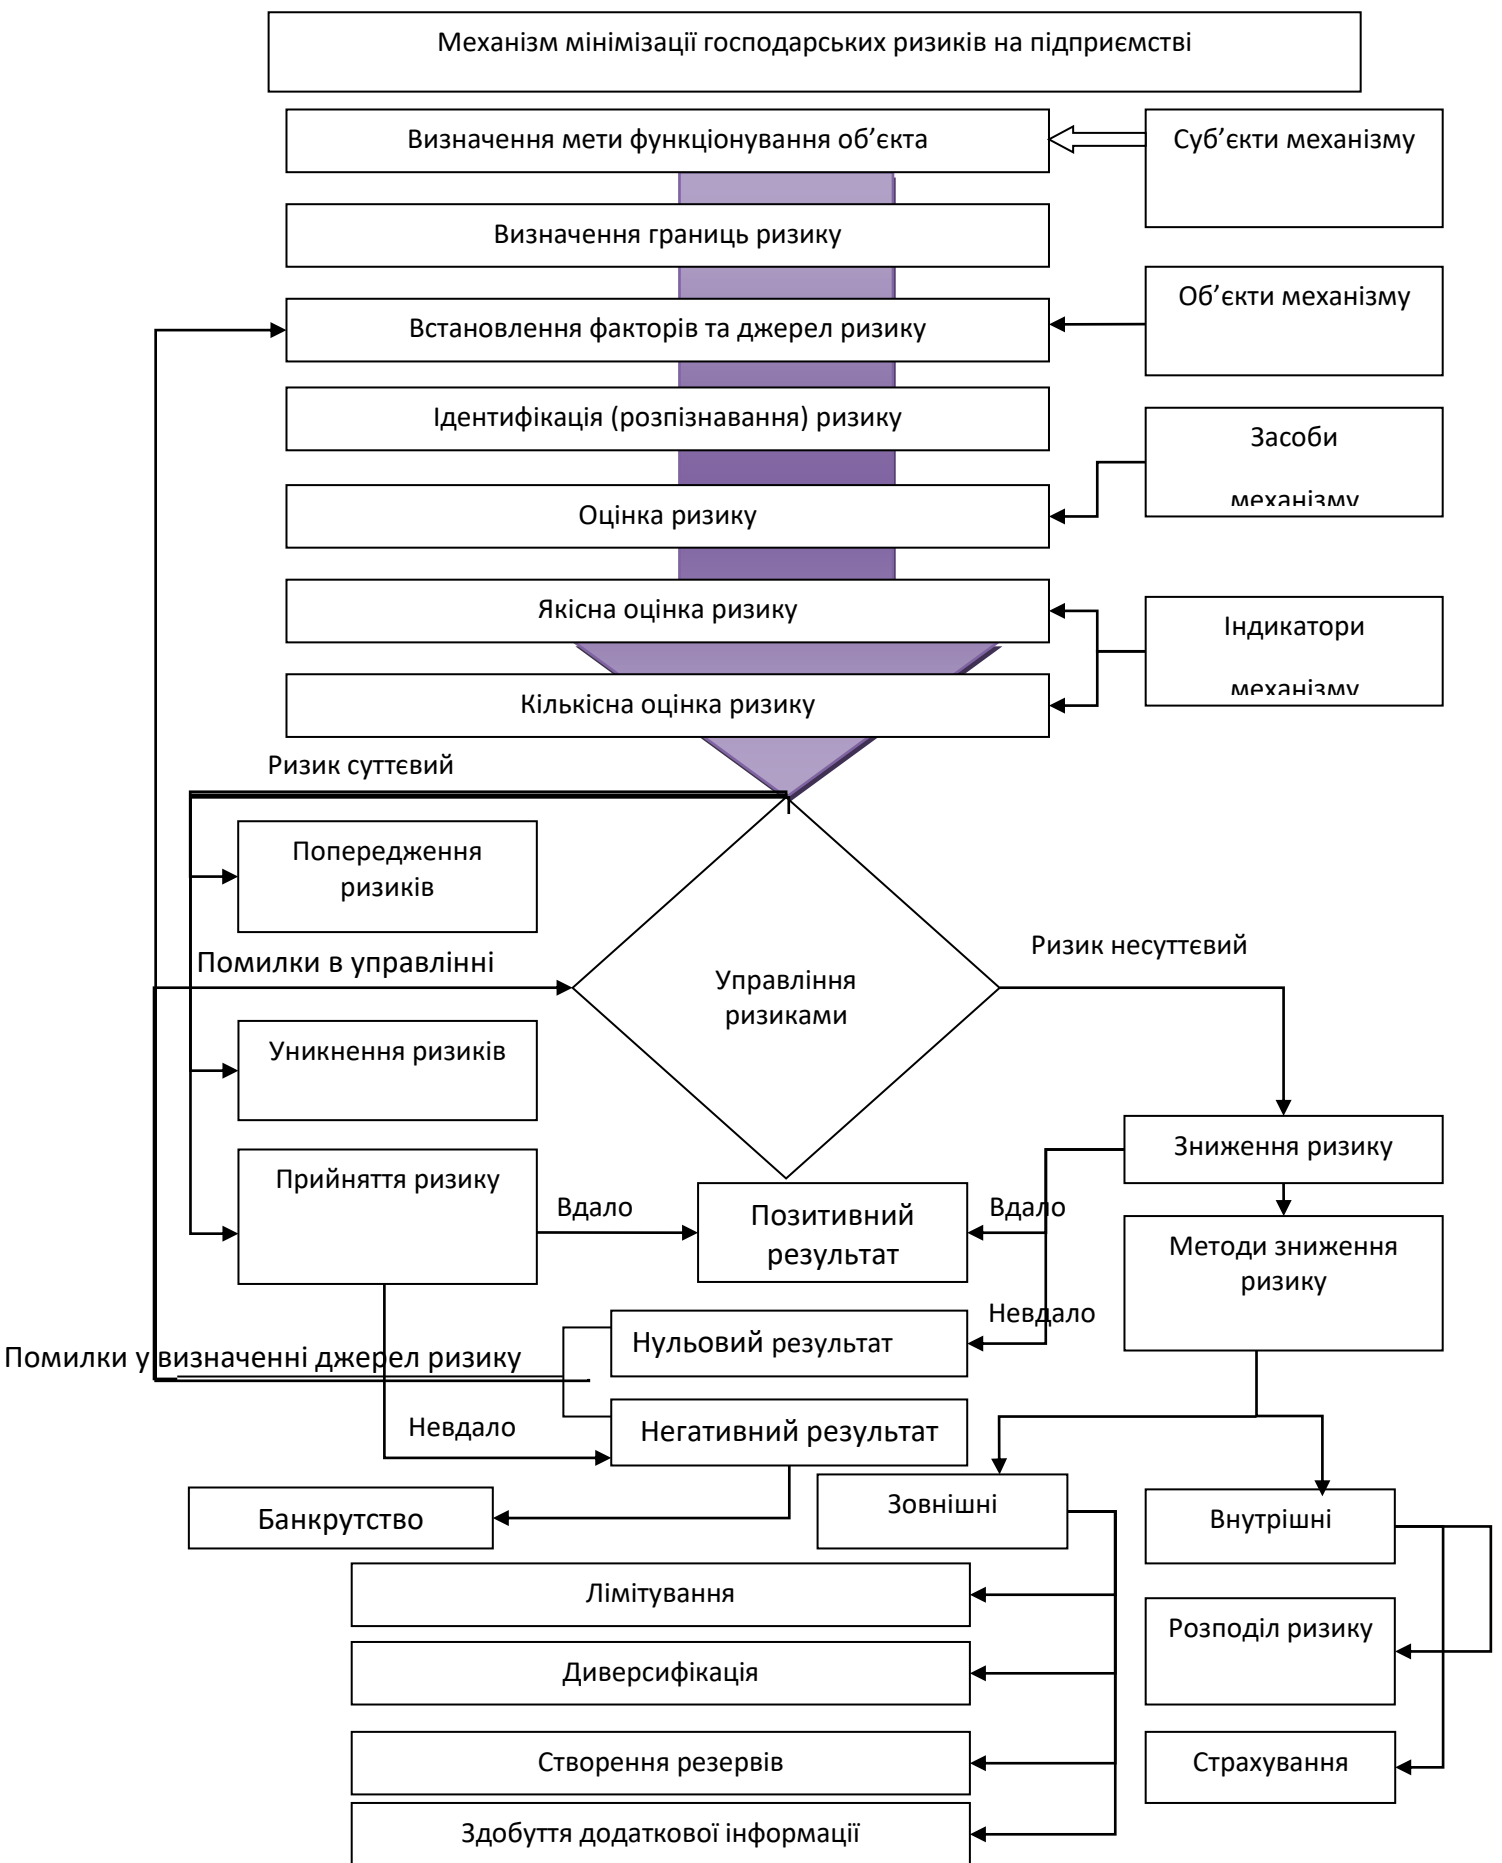 Механізм мінімізації господарських ризиків на підприємстві
Визначення мети функціонування об’єкта
Суб’єкти механізму
Визначення границь ризику
Об’єкти механізму
Встановлення факторів та джерел ризику
Ідентифікація (розпізнавання) ризику
Засоби
механізму
Оцінка ризику
Якісна оцінка ризику
Індикатори
механізму
Кількісна оцінка ризику
Ризик суттєвий
Попередження
ризиків
Ризик несуттєвий
Помилки в управлінні
Управління
ризиками
Уникнення ризиків
Зниження ризику
Прийняття ризику
Вдало
Позитивний
результат
Вдало
Методи зниження
ризику
Невдало
Нульовий результат
Помилки у визначенні джерел ризику
Невдало
Негативний результат
Зовнішні
Внутрішні
Банкрутство
Лімітування
Розподіл ризику
Диверсифікація
Створення резервів
Страхування
Здобуття додаткової інформації